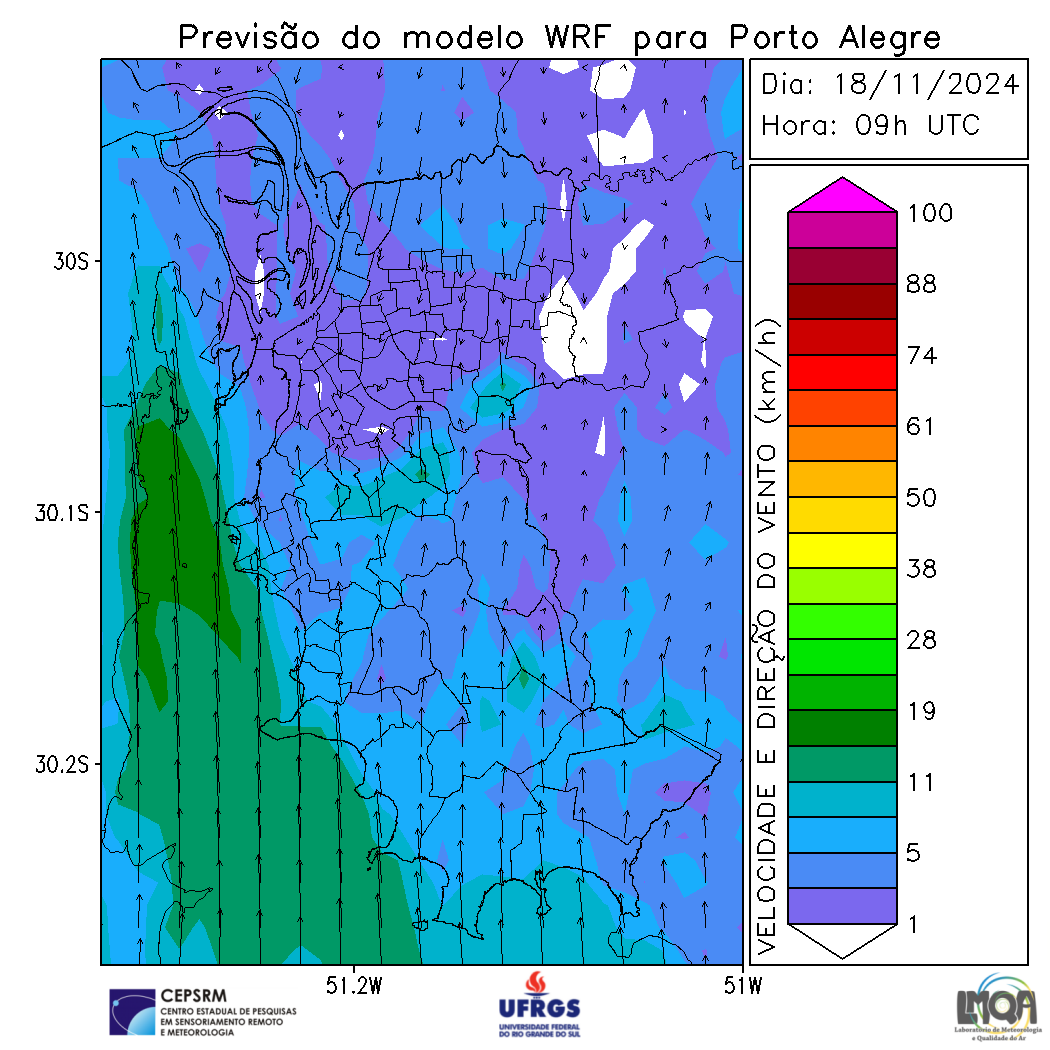 Previsão do modelo WRF para Porto Alegre
Dia: 18/11/2024
Hora: 09h UTC
30S
30.1S
30.2S
51.2W
51W
VELOCIDADE E DIREÇÃO DO VENTO (km/h)
100
88
74
61
50
38
28
19
11
5
1
CEPSRM
CENTRO ESTADUAL DE PESQUISAS
EM SENSORIAMENTO REMOTO
E METEOROLOGIA
UFRGS
UNIVERSIDADE FEDERAL
DO RIO GRANDE DO SUL
LMQA
Laboratório de Meteorologia
e Qualidade do Ar